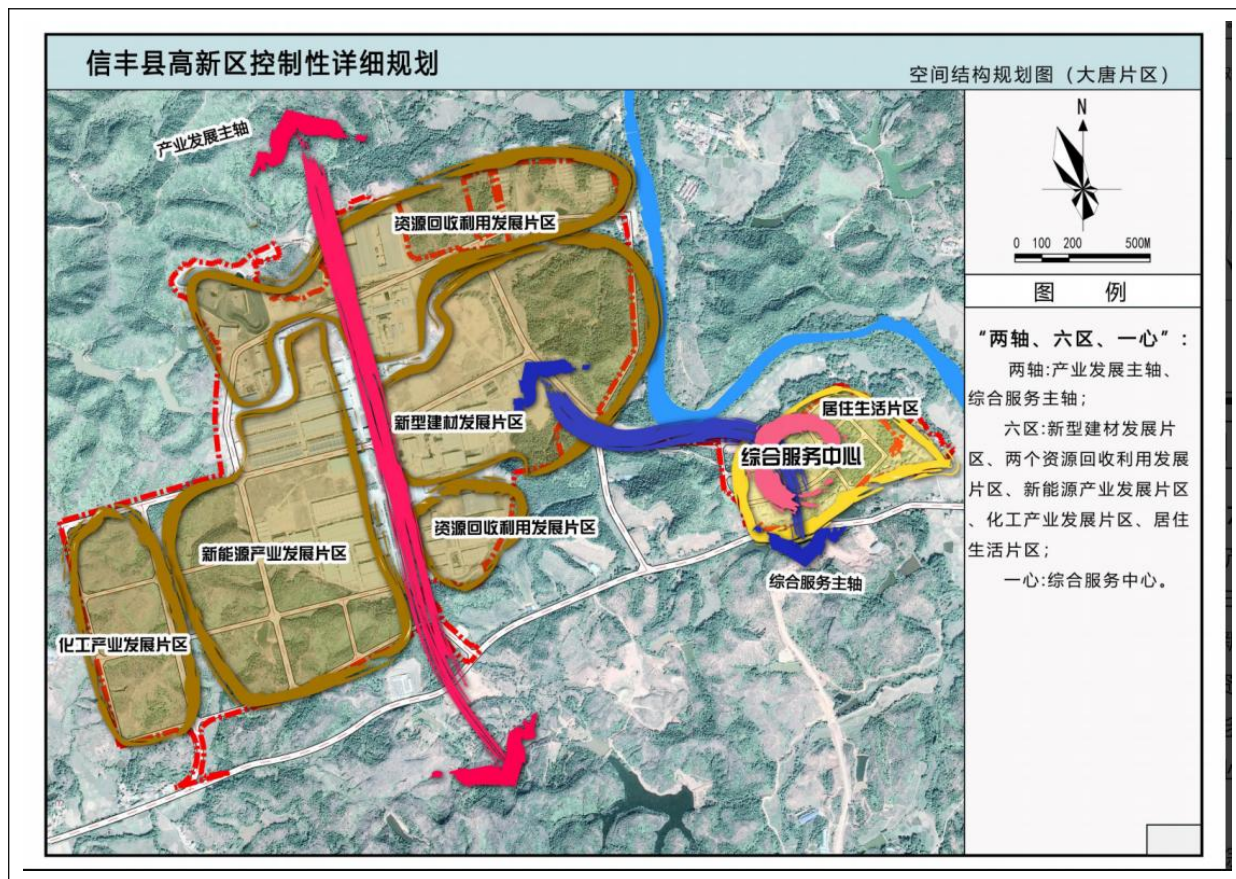 信丰县高新区控制性详细规划
空间结构规划图（大唐片区）
产业发展主轴
资源回收利用发展片区
新型建材发展片区
居住生活片区
综合服务中心
资源回收利用发展片区
新能源产业发展片区
综合服务主轴
化工产业发展片区
N
0 100 200 500M
图 例
“两轴、六区、一心”：
两轴:产业发展主轴、
综合服务主轴；
六区:新型建材发展片
区、两个资源回收利用发展
片区、新能源产业发展片区
、化工产业发展片区、居住
生活片区；
一心:综合服务中心。